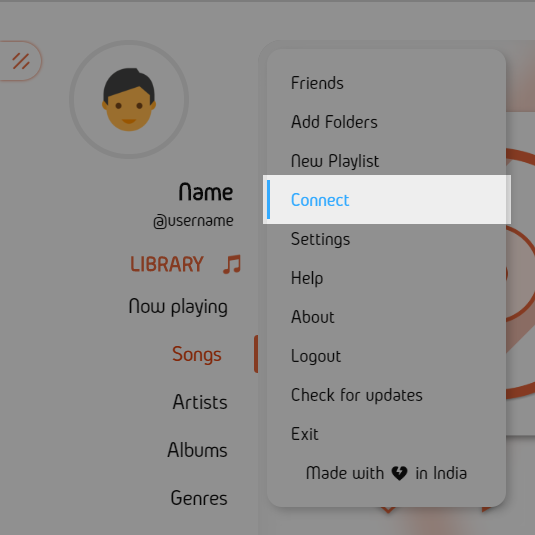 Name
@username
LIBRARY
Now playing
Songs
Artists
Albums
Genres
Friends
Add Folders
New Playlist
Connect
Settings
Help
About
Logout
Check for updates
Exit
Made with in India